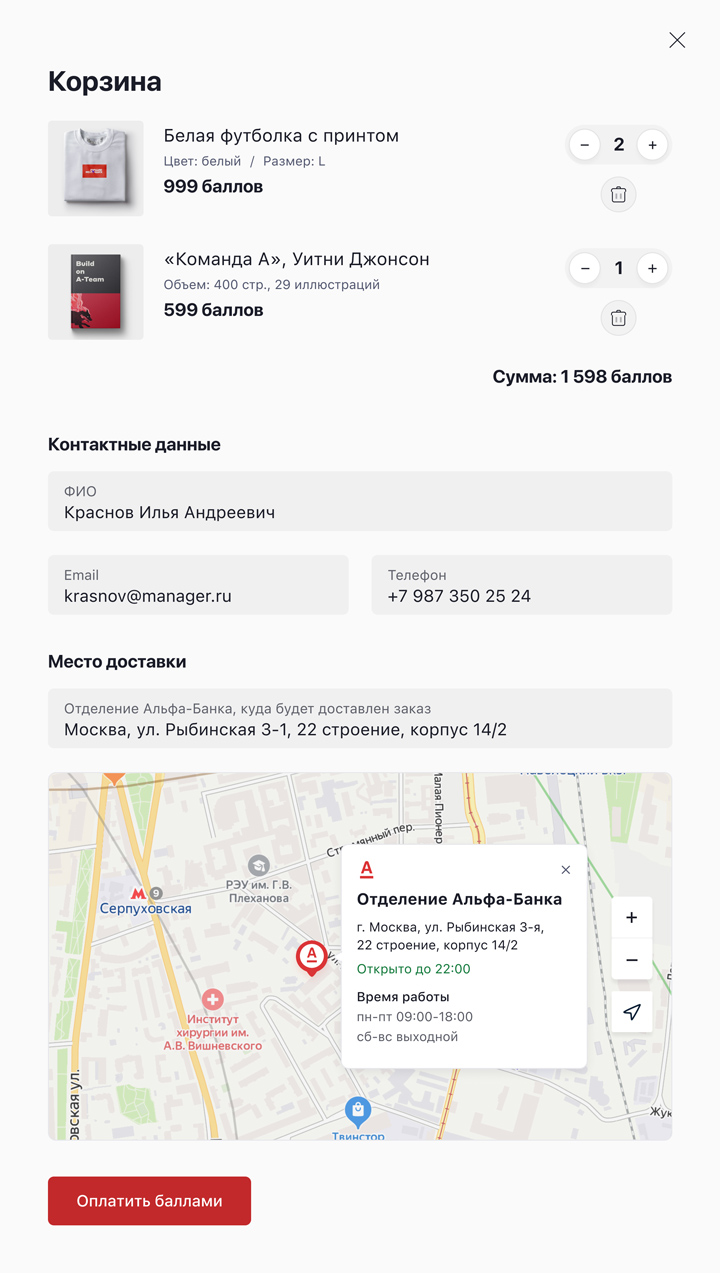 Корзина
Белая футболка с принтом
Цвет: белый / Размер: L
999 баллов
2
Build
on
A-Team
«Команда А», Уитни Джонсон
Объем: 400 стр., 29 иллюстраций
599 баллов
1
Сумма: 1 598 баллов
Контактные данные
ФИО
Краснов Илья Андреевич
Email
krasnov@manager.ru
Телефон
+7 987 350 25 24
Место доставки
Отделение Альфа-Банка, куда будет доставлен заказ
Москва, ул. Рыбинская 3-1, 22 строение, корпус 14/2
алая Пионер
пер.
РЭУ им. Г.В.
Плеханова
9
Серпуховская
А
ул.
Институт
хирургии им.
А.В. Вишневского
овская ул.
Твинстор
Жук
А
Отделение Альфа-Банка
г. Москва, ул. Рыбинская 3-я,
22 строение, корпус 14/2
Открыто до 22:00
Время работы
пн-пт 09:00-18:00
сб-вс выходной
Оплатить баллами